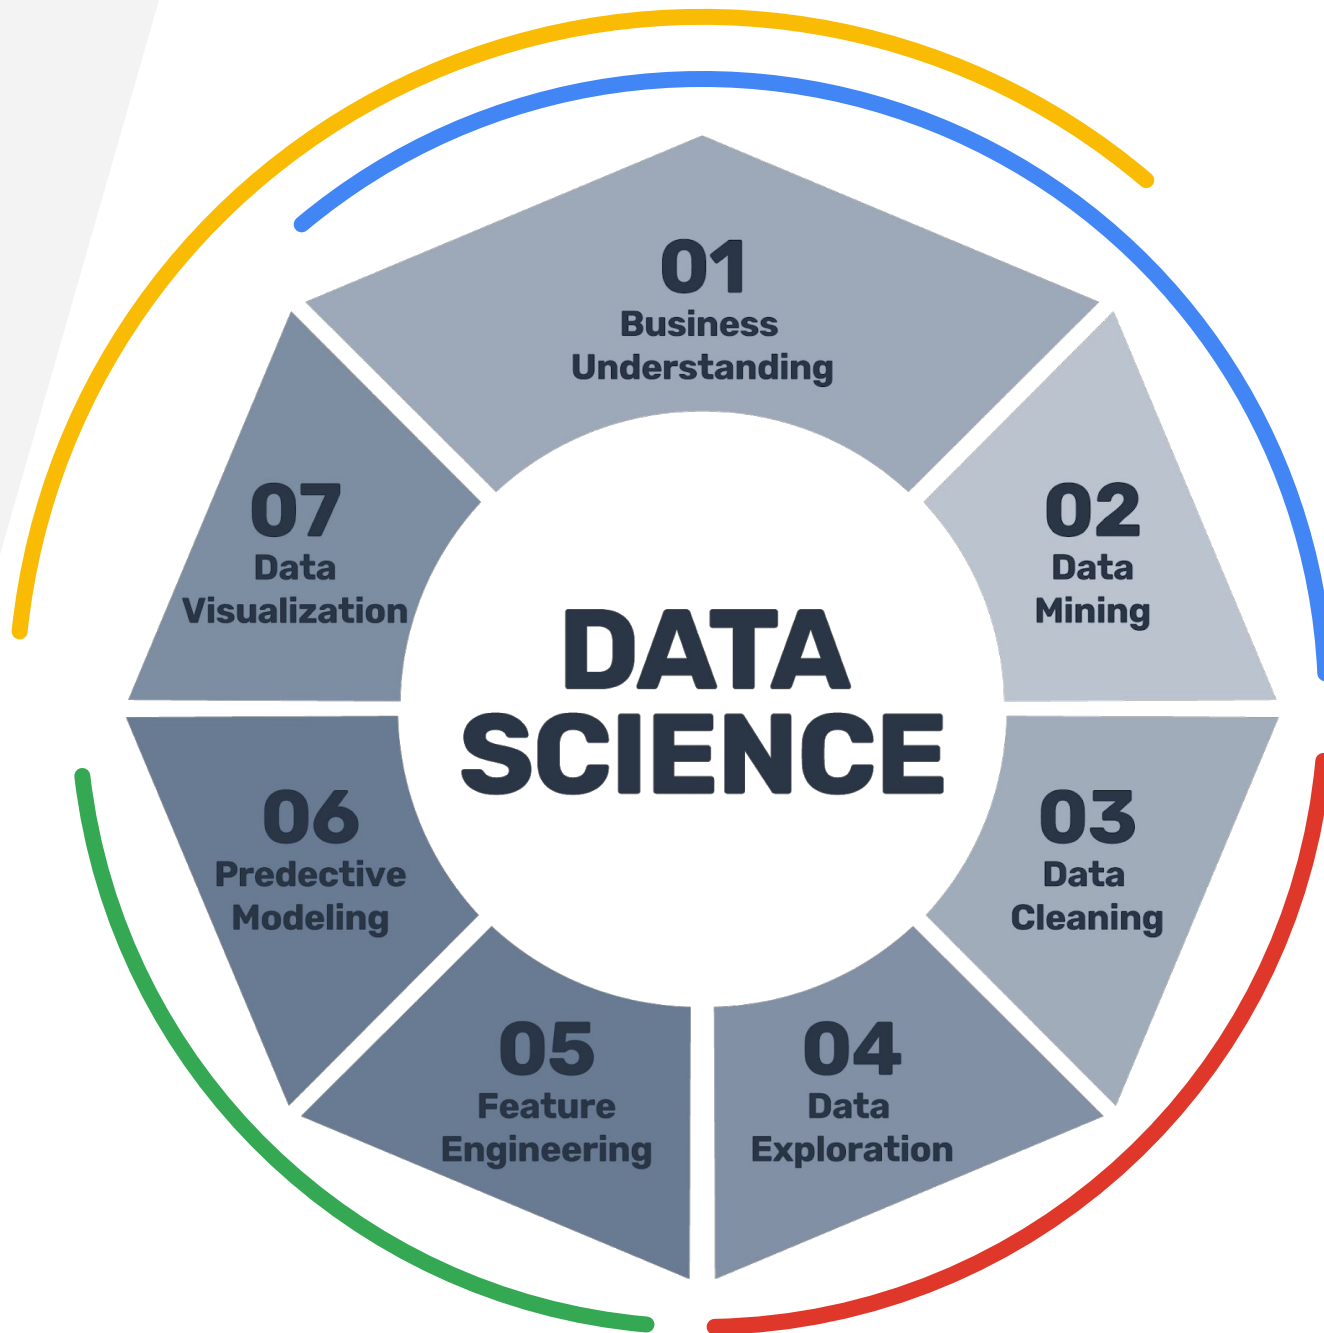 01
Business
Understanding
02
Data
Mining
03
Data
Cleaning
04
Data
Exploration
05
Feature
Engineering
06
Predective
Modeling
07
Data
Visualization
DATA
SCIENCE